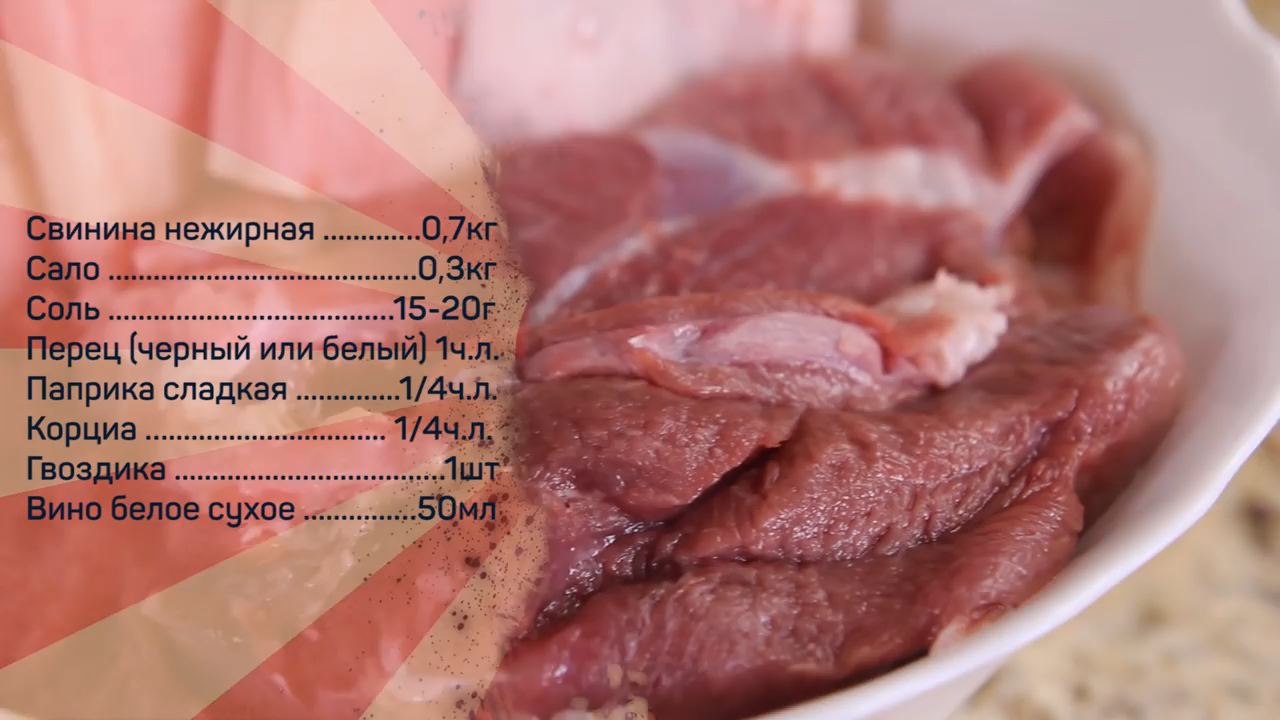 Свинина нежирная .............0,7кг
Сало .........................................0,3кг
Соль ......................................15-20г
Перец (черный или белый) 1ч.л.
Паприка сладкая ..............1/4ч.л.
Корциа ................................ 1/4ч.л.
Гвоздика ....................................1шт
Вино белое сухое ...............50мл